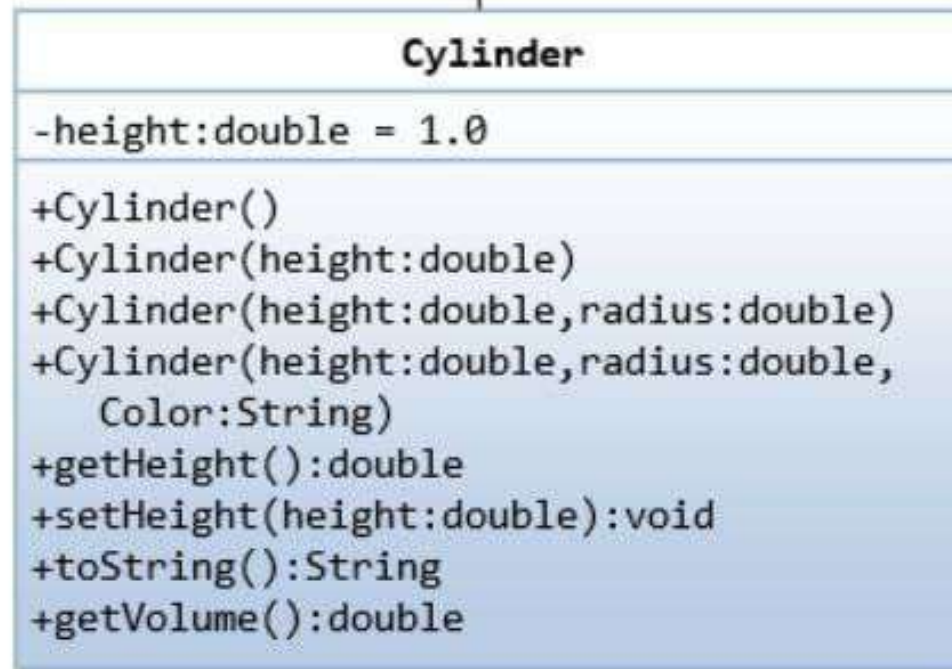 Cylinder
-height:double = 1.0
+Cylinder()
+Cylinder(height:double)
+Cylinder(height:double,radius:double)
+Cylinder(height:double,radius:double,
Color:String)
+getHeight():double
+setHeight(height:double):void
+toString():String
+getVolume():double